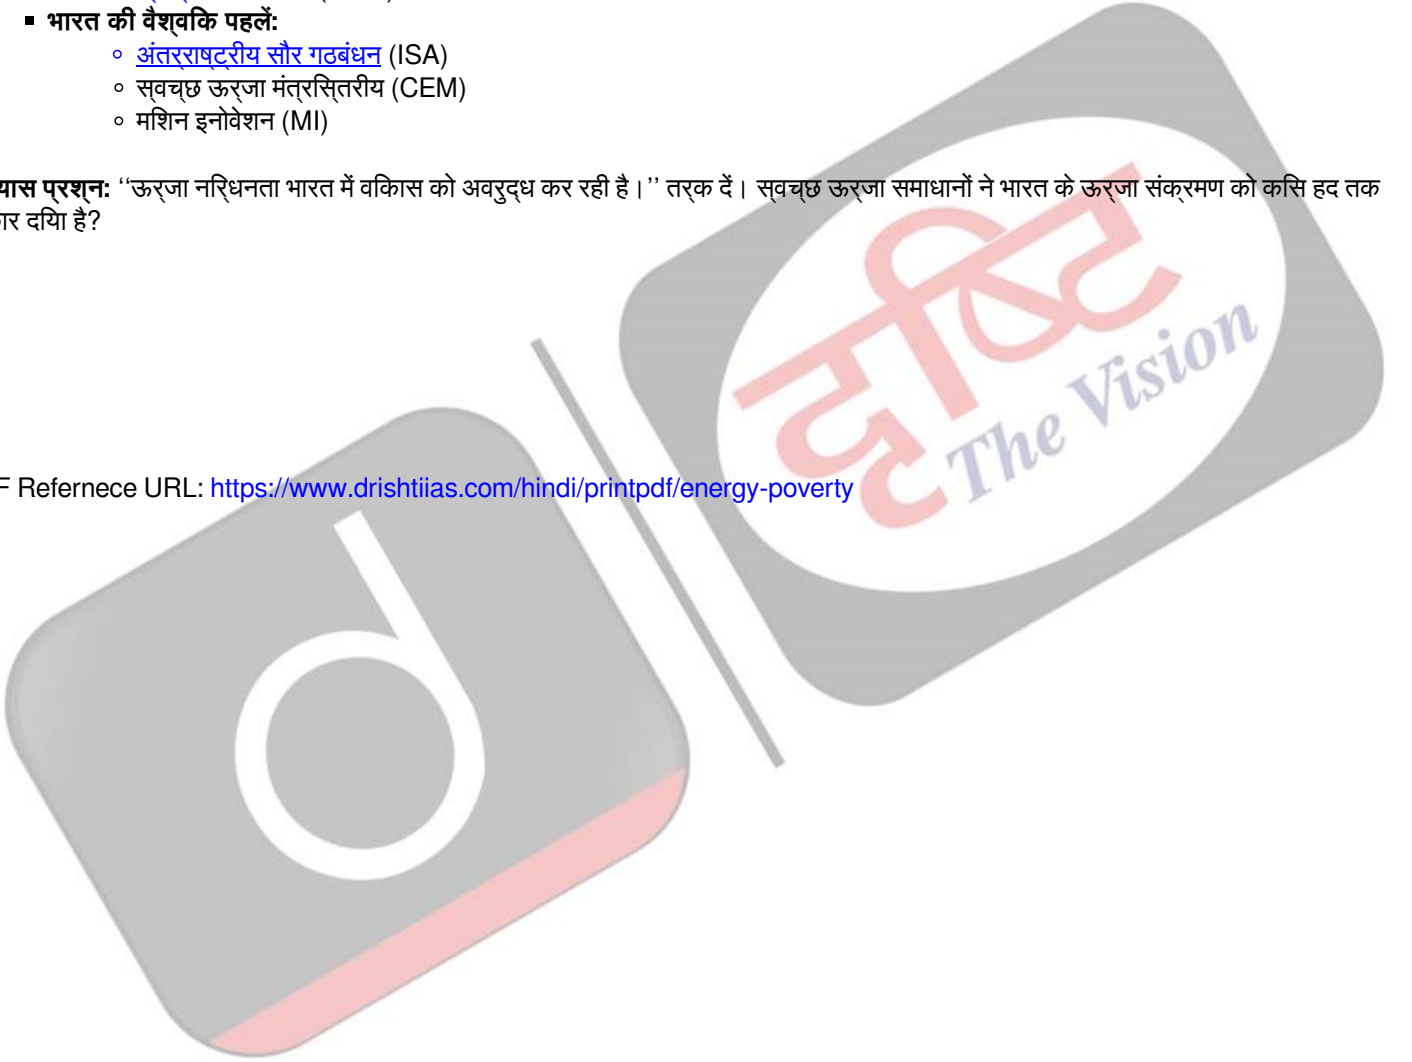 ▪ भारत की वैश्विक पहलें:
○ अंतर्राष्ट्रीय सौर गठबंधन (ISA)
○ स्वच्छ ऊर्जा मंत्रिस्तरीय (CEM)
○ मिशन इनोवेशन (MI)
यास प्रश्न: ‘‘ऊर्जा निर्धनता भारत में विकास को अवरुद्ध कर रही है।’’ तर्क दें। स्वच्छ ऊर्जा समाधानों ने भारत के ऊर्जा संक्रमण को किस हद तक
ार दिया है?
दृष्टि
The Vision
F Refernece URL: https://www.drishtiias.com/hindi/printpdf/energy-poverty
d